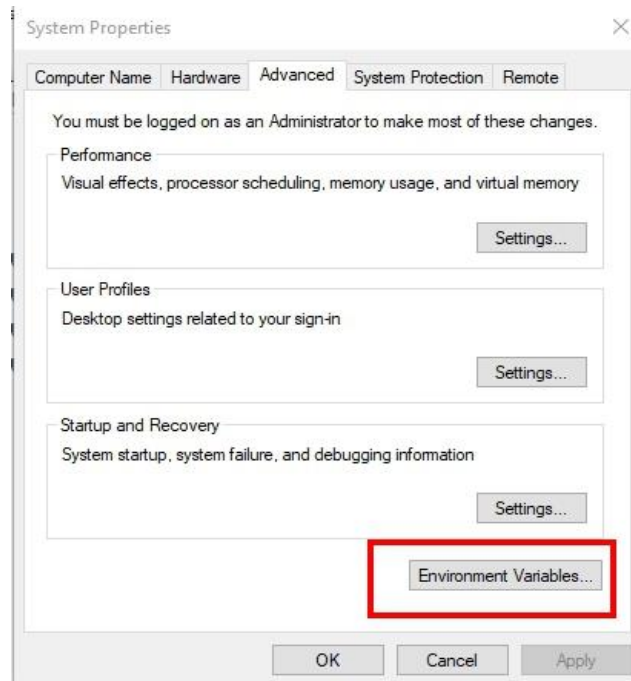 System Properties
Computer Name Hardware Advanced System Protection Remote
You must be logged on as an Administrator to make most of these changes.
Performance
Visual effects, processor scheduling, memory usage, and virtual memory
Settings...
User Profiles
Desktop settings related to your sign-in
Settings...
Startup and Recovery
System startup, system failure, and debugging information
Settings...
Environment Variables...
OK Cancel Apply